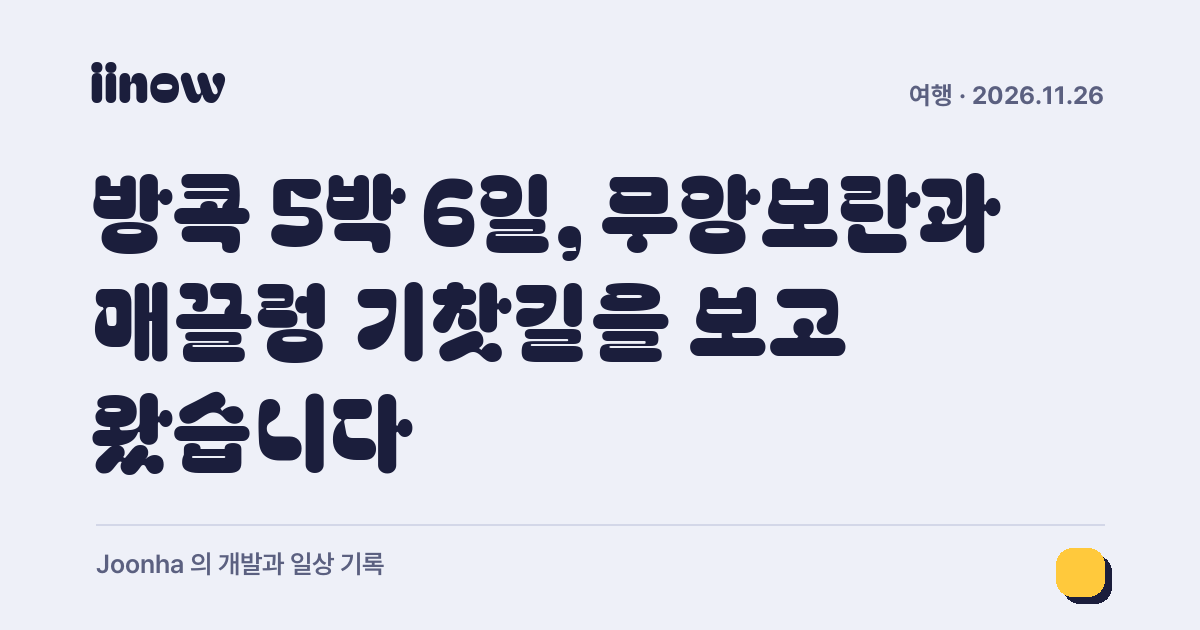 iinow
여행 · 2026.11.26
방콕 5박 6일, 무앙보란과
매끌렁 기찻길을 보고
왔습니다
Joonha 의 개발과 일상 기록